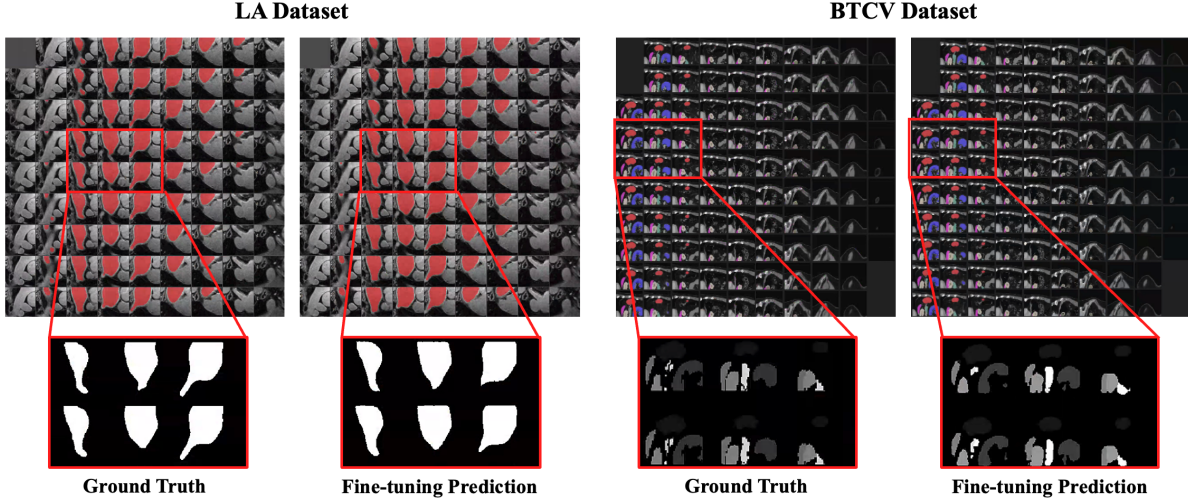 LA Dataset
BTCV Dataset
Ground Truth
Fine-tuning Prediction
Ground Truth
Fine-tuning Prediction